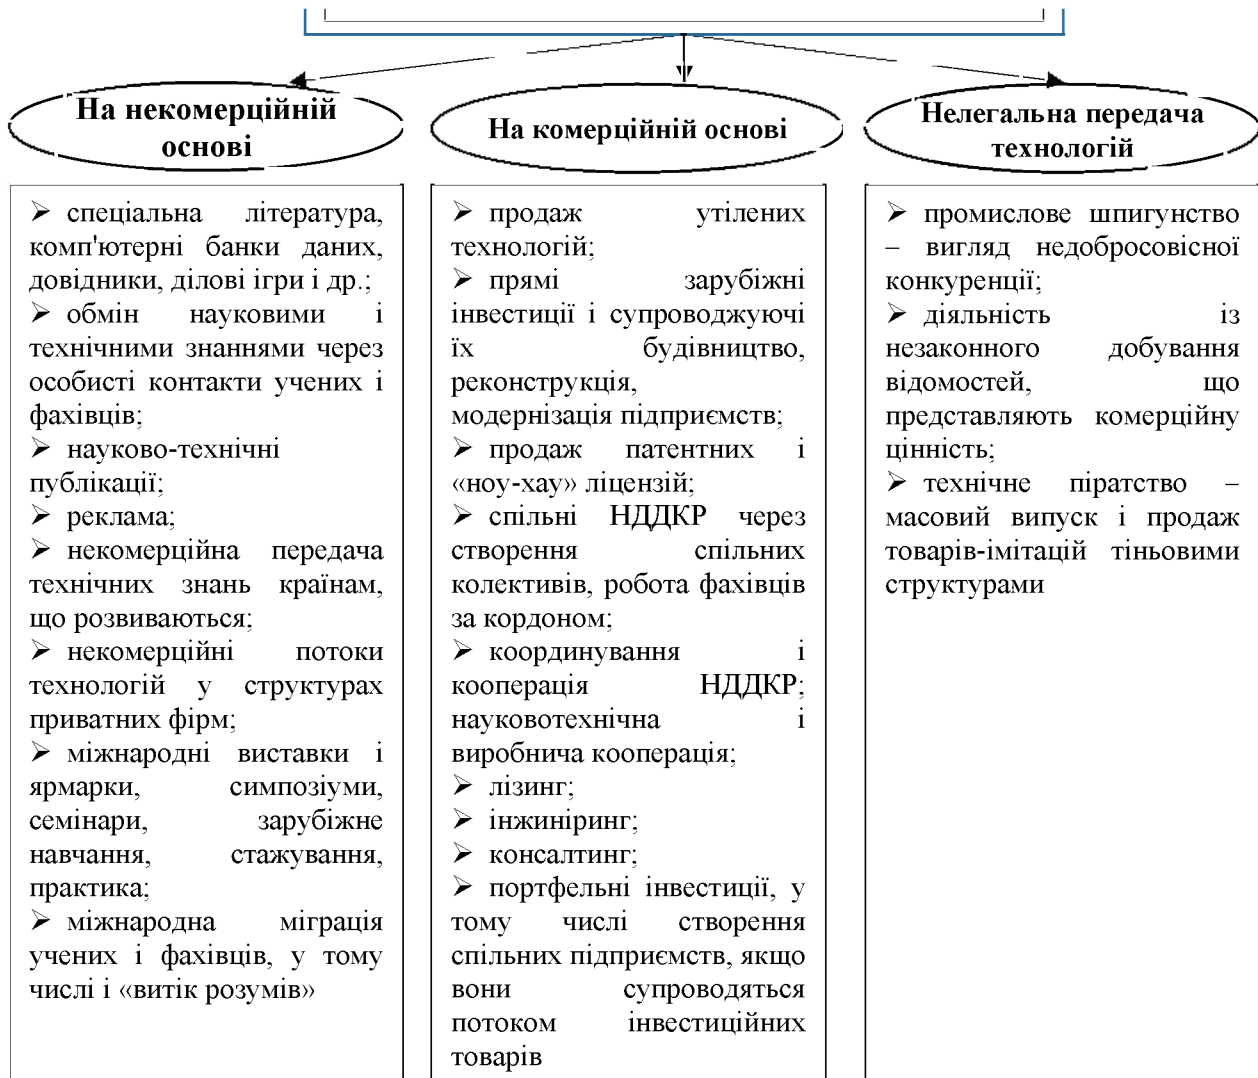 На некомерційній
основі
➢ спеціальна література,
комп'ютерні банки даних,
довідники, ділові ігри і др.;
➢ обмін науковими і
технічними знаннями через
особисті контакти учених і
фахівців;
➢ науково-технічні
публікації;
➢ реклама;
➢ некомерційна передача
технічних знань країнам,
що розвиваються;
➢ некомерційні потоки
технологій у структурах
приватних фірм;
➢ міжнародні виставки і
ярмарки, симпозіуми,
семінари, зарубіжне
навчання, стажування,
практика;
➢ міжнародна міграція
учених і фахівців, у тому
числі і «витік розумів»
На комерційній основі
➢ продаж утілених
технологій;
➢ прямі зарубіжні
інвестиції і супроводжуючі
їх будівництво,
реконструкція,
модернізація підприємств;
➢ продаж патентних і
«ноу-хау» ліцензій;
➢ спільні НДДКР через
створення спільних
колективів, робота фахівців
за кордоном;
➢ координування і
кооперація НДДКР;
науковотехнічна і
виробнича кооперація;
➢ лізинг;
➢ інжиніринг;
➢ консалтинг;
➢ портфельні інвестиції, у
тому числі створення
спільних підприємств, якщо
вони супроводяться
потоком інвестиційних
товарів
Нелегальна передача
технологій
➢ промислове шпигунство
– вигляд недобросовісної
конкуренції;
➢ діяльність із
незаконного добування
відомостей, що
представляють комерційну
цінність;
➢ технічне піратство –
масовий випуск і продаж
товарів-імітацій тіньовими
структурами